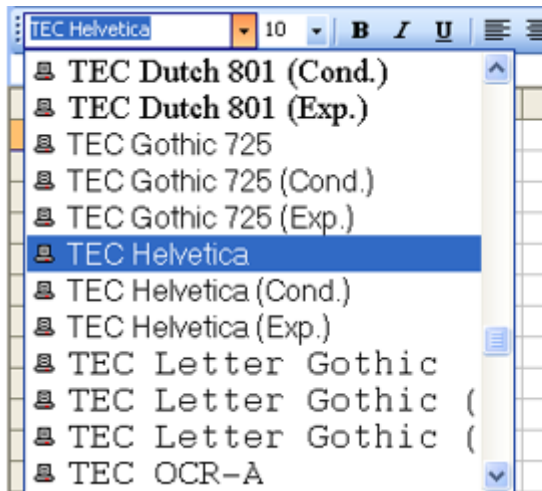 TEC Helvetica 10 B I U
TEC Dutch 801 (Cond.)
TEC Dutch 801 (Exp.)
TEC Gothic 725
TEC Gothic 725 (Cond.)
TEC Gothic 725 (Exp.)
TEC Helvetica
TEC Helvetica (Cond.)
TEC Helvetica (Exp.)
TEC Letter Gothic
TEC Letter Gothic (
TEC Letter Gothic (
TEC OCR-A